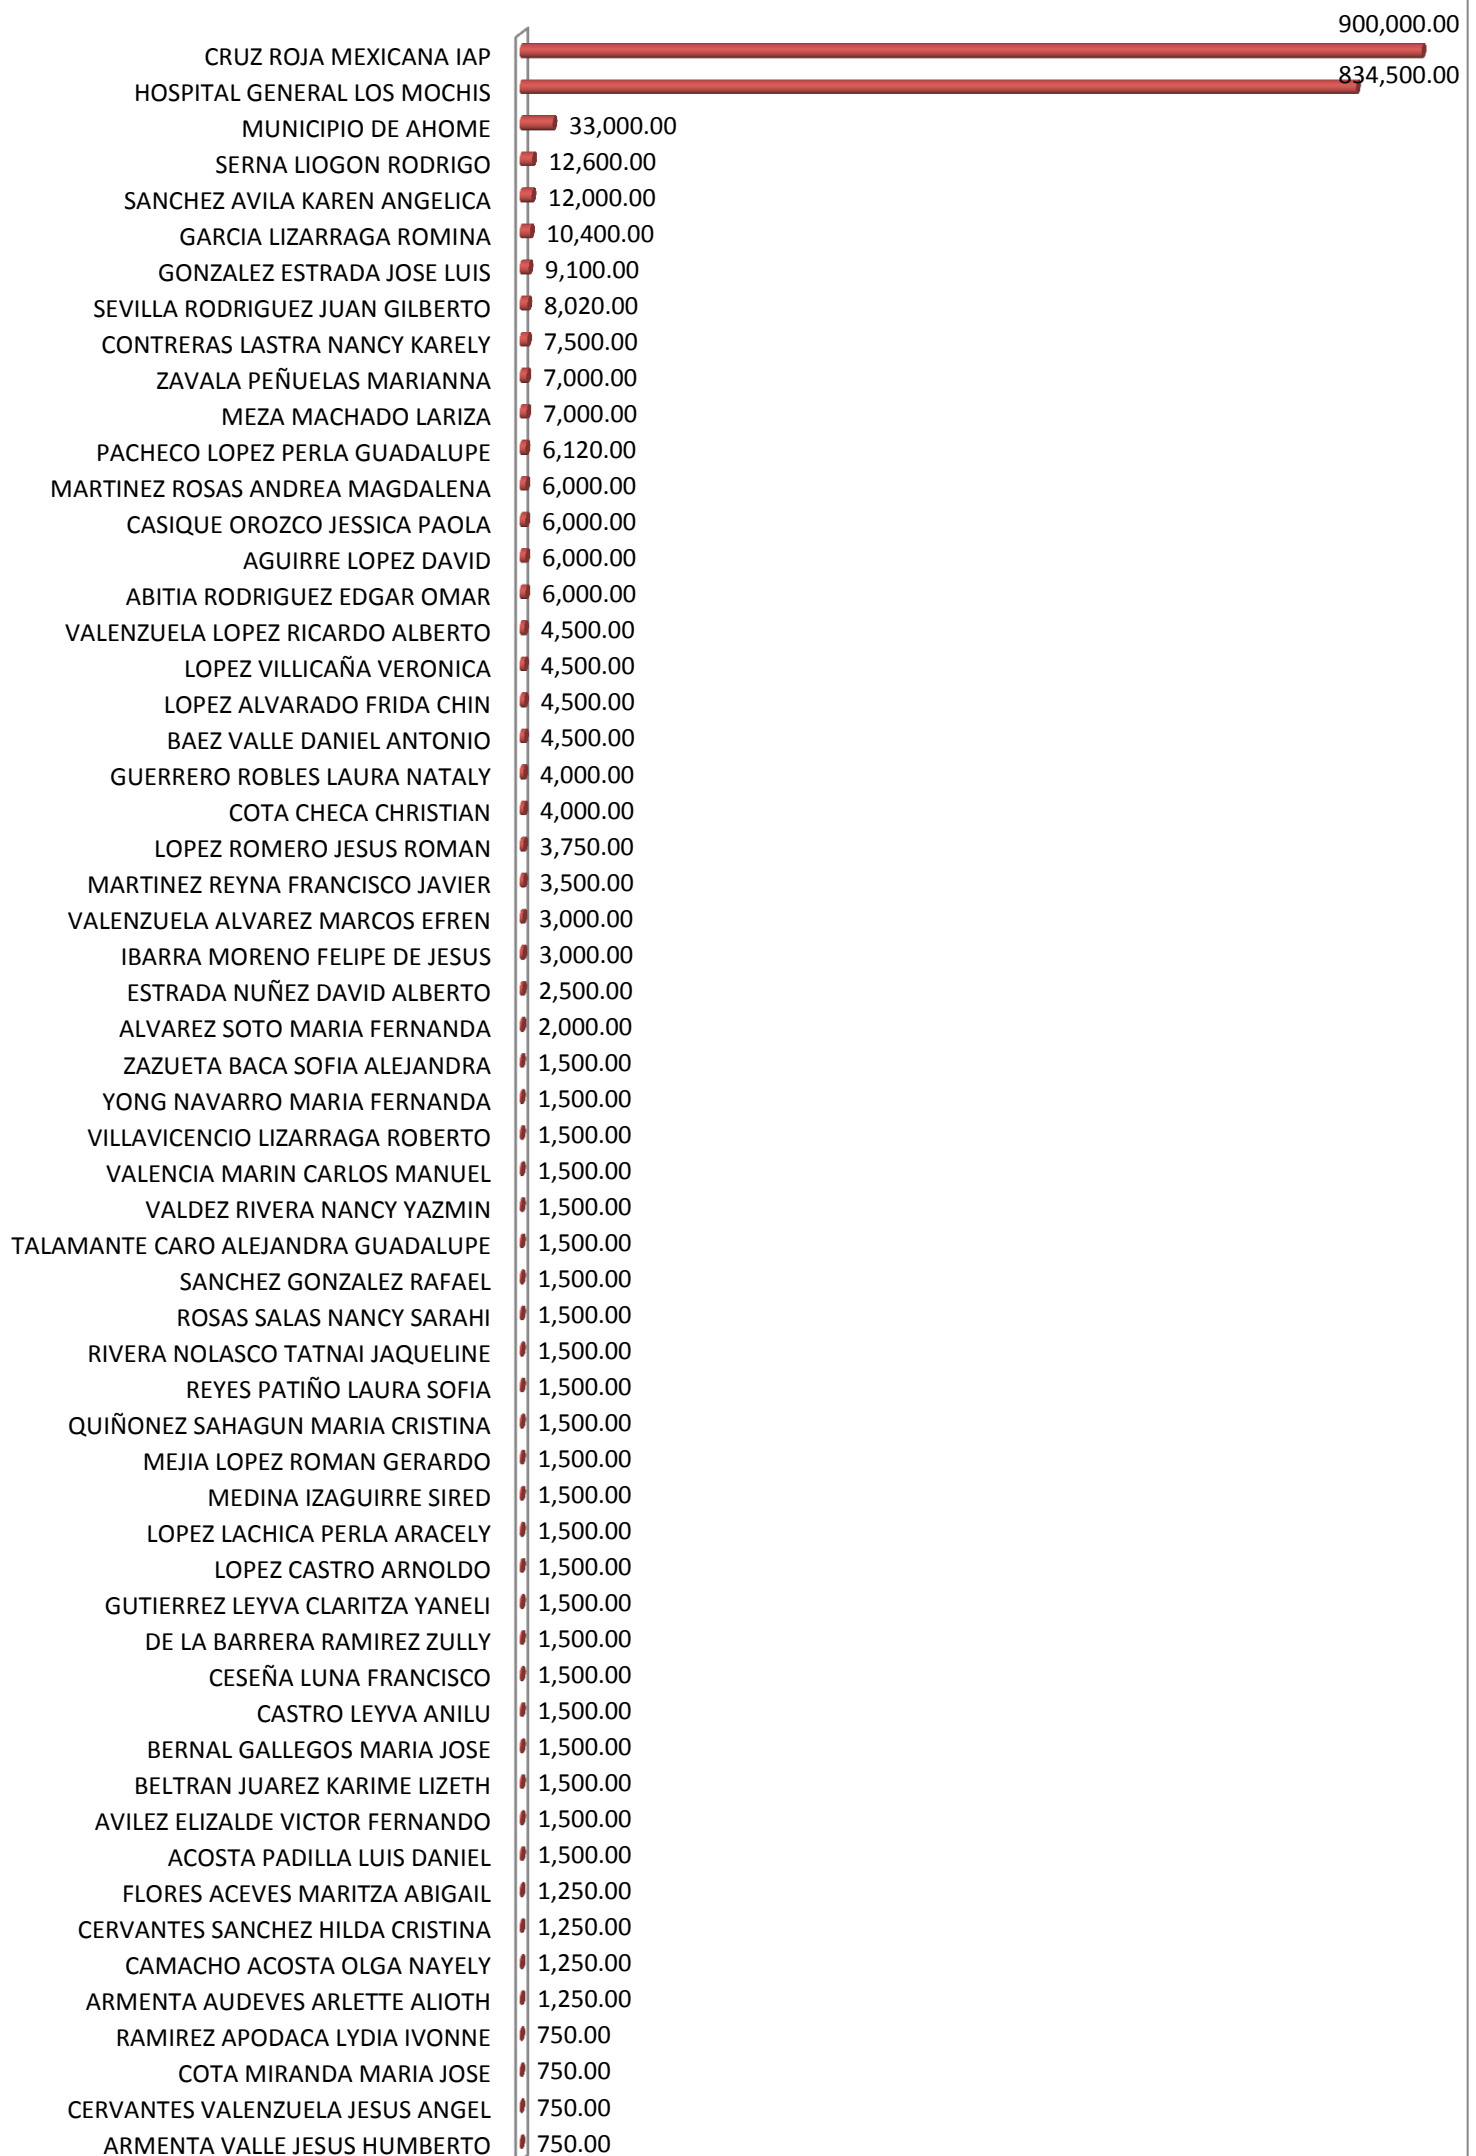 900,000.00
CRUZ ROJA MEXICANA IAP
834,500.00
HOSPITAL GENERAL LOS MOCHIS
MUNICIPIO DE AHOME 33,000.00
SERNA LIOGON RODRIGO 12,600.00
SANCHEZ AVILA KAREN ANGELICA 12,000.00
GARCIA LIZARRAGA ROMINA 10,400.00
GONZALEZ ESTRADA JOSE LUIS 9,100.00
SEVILLA RODRIGUEZ JUAN GILBERTO 8,020.00
CONTRERAS LASTRA NANCY KARELY 7,500.00
ZAVALA PEÑUELAS MARIANNA 7,000.00
MEZA MACHADO LARIZA 7,000.00
PACHECO LOPEZ PERLA GUADALUPE 6,120.00
MARTINEZ ROSAS ANDREA MAGDALENA 6,000.00
CASIQUE OROZCO JESSICA PAOLA 6,000.00
AGUIRRE LOPEZ DAVID 6,000.00
ABITIA RODRIGUEZ EDGAR OMAR 6,000.00
VALENZUELA LOPEZ RICARDO ALBERTO 4,500.00
LOPEZ VILLICAÑA VERONICA 4,500.00
LOPEZ ALVARADO FRIDA CHIN 4,500.00
BAEZ VALLE DANIEL ANTONIO 4,500.00
GUERRERO ROBLES LAURA NATALY 4,000.00
COTA CHECA CHRISTIAN 4,000.00
LOPEZ ROMERO JESUS ROMAN 3,750.00
MARTINEZ REYNA FRANCISCO JAVIER 3,500.00
VALENZUELA ALVAREZ MARCOS EFREN 3,000.00
IBARRA MORENO FELIPE DE JESUS 3,000.00
ESTRADA NUÑEZ DAVID ALBERTO 2,500.00
ALVAREZ SOTO MARIA FERNANDA 2,000.00
ZAZUETA BACA SOFIA ALEJANDRA 1,500.00
YONG NAVARRO MARIA FERNANDA 1,500.00
VILLAVICENCIO LIZARRAGA ROBERTO 1,500.00
VALENCIA MARIN CARLOS MANUEL 1,500.00
VALDEZ RIVERA NANCY YAZMIN 1,500.00
TALAMANTE CARO ALEJANDRA GUADALUPE 1,500.00
SANCHEZ GONZALEZ RAFAEL 1,500.00
ROSAS SALAS NANCY SARAHI 1,500.00
RIVERA NOLASCO TATNAI JAQUELINE 1,500.00
REYES PATIÑO LAURA SOFIA 1,500.00
QUIÑONEZ SAHAGUN MARIA CRISTINA 1,500.00
MEJIA LOPEZ ROMAN GERARDO 1,500.00
MEDINA IZAGUIRRE SIRED 1,500.00
LOPEZ LACHICA PERLA ARACELY 1,500.00
LOPEZ CASTRO ARNOLDO 1,500.00
GUTIERREZ LEYVA CLARITZA YANELI 1,500.00
DE LA BARRERA RAMIREZ ZULLY 1,500.00
CESEÑA LUNA FRANCISCO 1,500.00
CASTRO LEYVA ANILU 1,500.00
BERNAL GALLEGOS MARIA JOSE 1,500.00
BELTRAN JUAREZ KARIME LIZETH 1,500.00
AVILEZ ELIZALDE VICTOR FERNANDO 1,500.00
ACOSTA PADILLA LUIS DANIEL 1,500.00
FLORES ACEVES MARITZA ABIGAIL 1,250.00
CERVANTES SANCHEZ HILDA CRISTINA 1,250.00
CAMACHO ACOSTA OLGA NAYELY 1,250.00
ARMENTA AUDEVES ARLETTE ALIOTH 1,250.00
RAMIREZ APODACA LYDIA IVONNE 750.00
COTA MIRANDA MARIA JOSE 750.00
CERVANTES VALENZUELA JESUS ANGEL 750.00
ARMENTA VALLE JESUS HUMBERTO 750.00